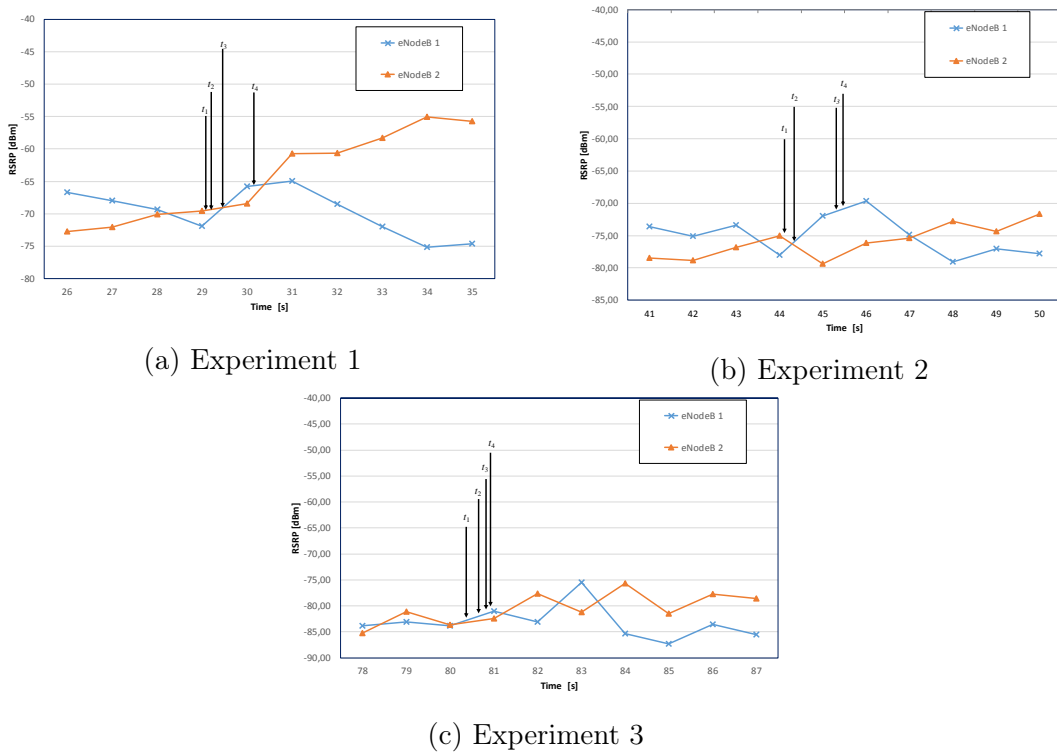 -40
-45
-50
-55
-60
-65
-70
-75
-80
RSRP [dBm]
eNodeB 1
eNodeB 2
t1
t2
t3
t4
26 27 28 29 30 31 32 33 34 35
Time [s]
(a) Experiment 1
-40,00
-45,00
-50,00
-55,00
-60,00
-65,00
-70,00
-75,00
-80,00
-85,00
RSRP [dBm]
eNodeB 1
eNodeB 2
t1
t2
t3
t4
41 42 43 44 45 46 47 48 49 50
Time [s]
(b) Experiment 2
-40,00
-45,00
-50,00
-55,00
-60,00
-65,00
-70,00
-75,00
-80,00
-85,00
-90,00
RSRP [dBm]
eNodeB 1
eNodeB 2
t4
t3
t2
t1
78 79 80 81 82 83 84 85 86 87
Time [s]
(c) Experiment 3